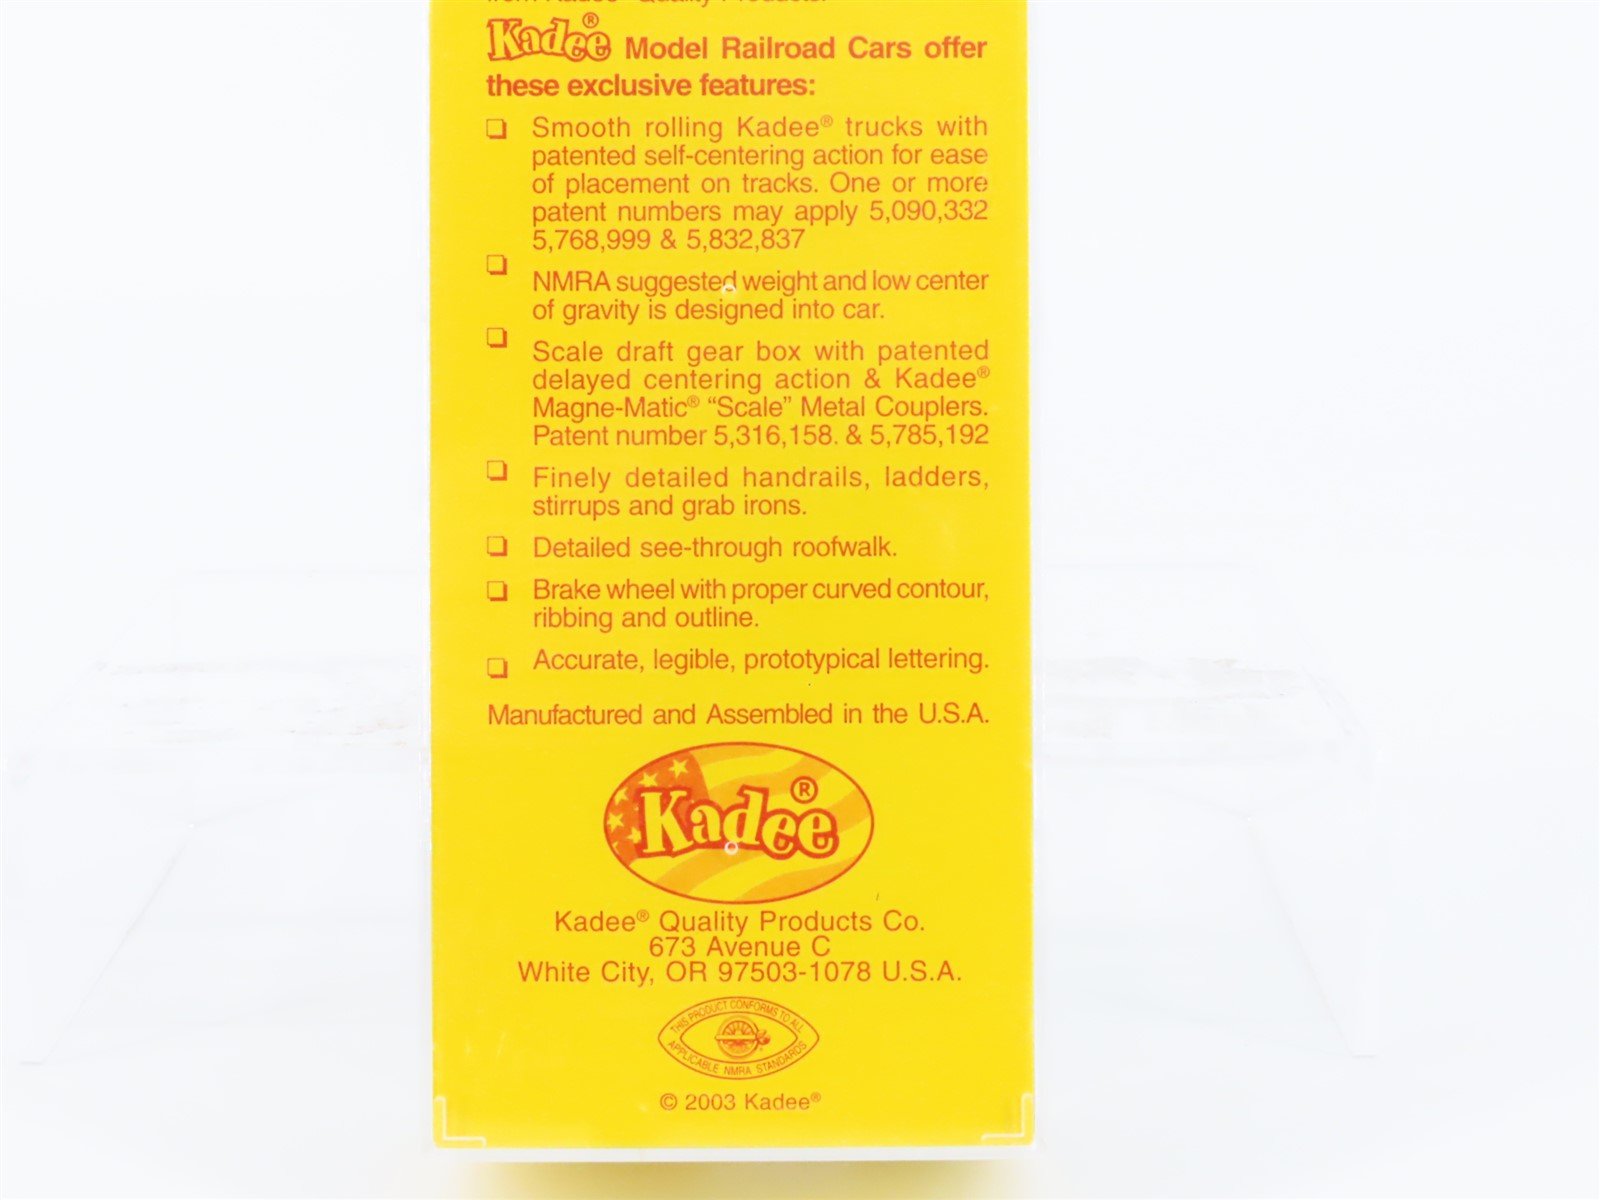 from Kadee® Quality Products.
Kadee® Model Railroad Cars offer
these exclusive features:
❏ Smooth rolling Kadee® trucks with
patented self-centering action for ease
of placement on tracks. One or more
patent numbers may apply 5,090,332
5,768,999 & 5,832,837
❏ NMRA suggested weight and low center
of gravity is designed into car.
❏ Scale draft gear box with patented
delayed centering action & Kadee®
Magne-Matic® “Scale” Metal Couplers.
Patent number 5,316,158. & 5,785,192
❏ Finely detailed handrails, ladders,
stirrups and grab irons.
❏ Detailed see-through roofwalk.
❏ Brake wheel with proper curved contour,
ribbing and outline.
❏ Accurate, legible, prototypical lettering.
Manufactured and Assembled in the U.S.A.
Kadee®
Kadee® Quality Products Co.
673 Avenue C
White City, OR 97503-1078 U.S.A.
THIS PRODUCT CONFORMS TO ALL
APPLICABLE NMRA STANDARDS
© 2003 Kadee®